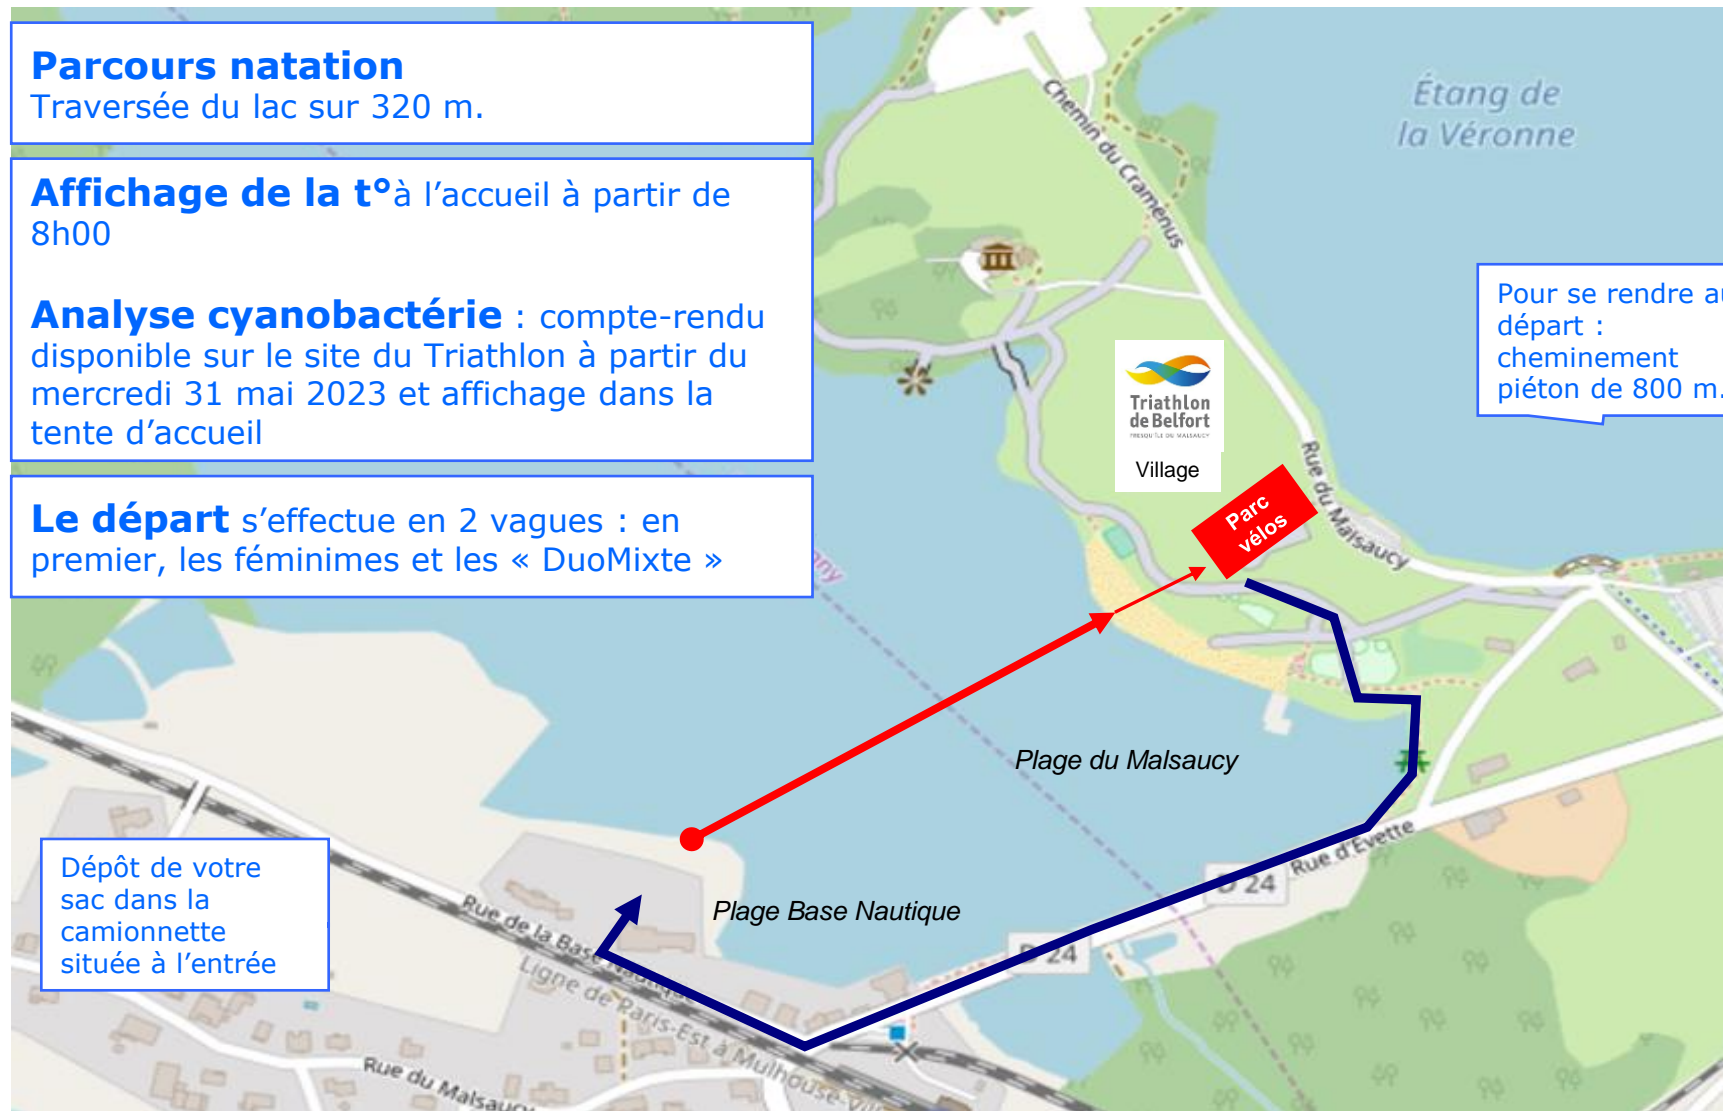 Parcours natation
Traversée du lac sur 320 m.
Affichage de la t°à l'accueil à partir de
8h00
Analyse cyanobactérie : compte-rendu
disponible sur le site du Triathlon à partir du
mercredi 31 mai 2023 et affichage dans la
tente d'accueil
Le départ s'effectue en 2 vagues : en
premier, les féminimes et les « DuoMixte »
Étang de
la Véronne
Chemin du Cramenus
Pour se rendre au
départ :
cheminement
piéton de 800 m.
Triathlon
de Belfort
PRESQU'ÎLE DU MALSAUCY
Village
Parc
vélos
Rue du Malsaucy
Plage du Malsaucy
Rue d'Evette
D 24
Plage Base Nautique
D 24
Dépôt de votre
sac dans la
camionnette
située à l'entrée
Rue de la Base Nautique
Ligne de Paris-Est à Mulhouse-Vil
Rue du Malsaucy